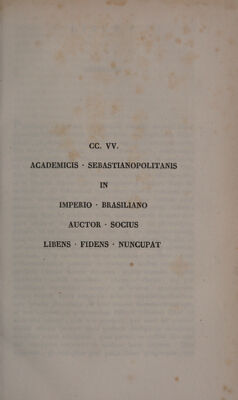 CC. VV.
ACADEMICIS · SEBASTIANOPOLITANIS
IN
IMPERIO · BRASILIANO
AUCTOR · SOCIUS
LIBENS · FIDENS · NUNCUPAT